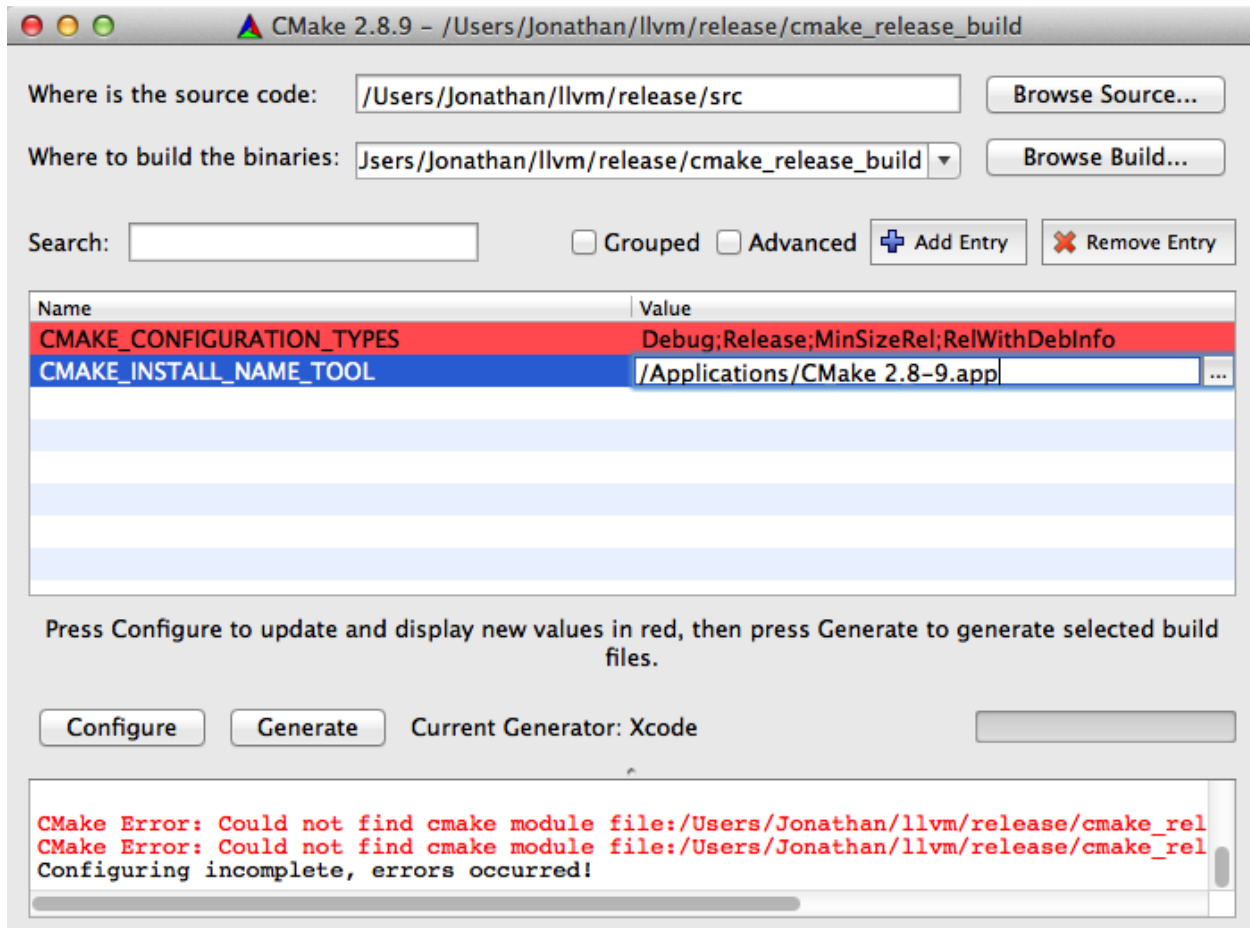 CMake 2.8.9 – /Users/Jonathan/llvm/release/cmake_release_build
Where is the source code: /Users/Jonathan/llvm/release/src Browse Source...
Where to build the binaries: Jsers/Jonathan/llvm/release/cmake_release_build Browse Build...
Search: Grouped Advanced Add Entry Remove Entry
Name Value
CMAKE_CONFIGURATION_TYPES Debug;Release;MinSizeRel;RelWithDebInfo
CMAKE_INSTALL_NAME_TOOL /Applications/CMake 2.8-9.app ...
Press Configure to update and display new values in red, then press Generate to generate selected build
files.
Configure Generate Current Generator: Xcode
CMake Error: Could not find cmake module file:/Users/Jonathan/llvm/release/cmake_rel
CMake Error: Could not find cmake module file:/Users/Jonathan/llvm/release/cmake_rel
Configuring incomplete, errors occurred!